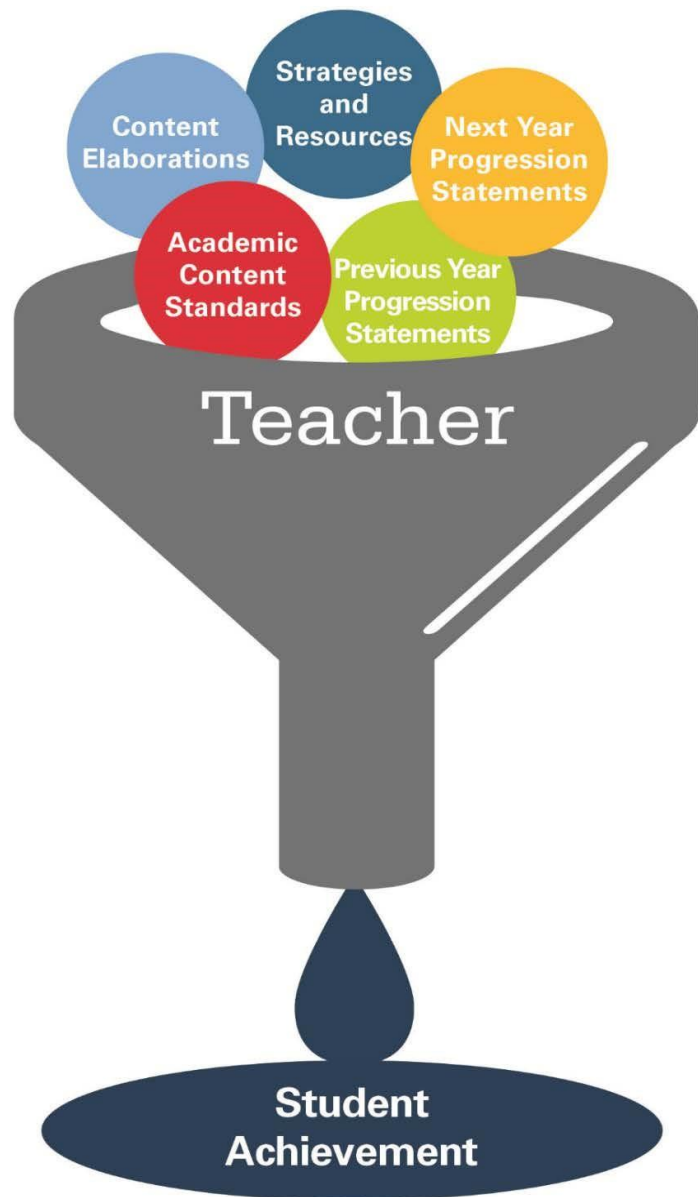 Strategies
and
Resources
Content
Elaborations
Next Year
Progression
Statements
Academic
Content
Standards
Previous Year
Progression
Statements
Teacher
Student
Achievement